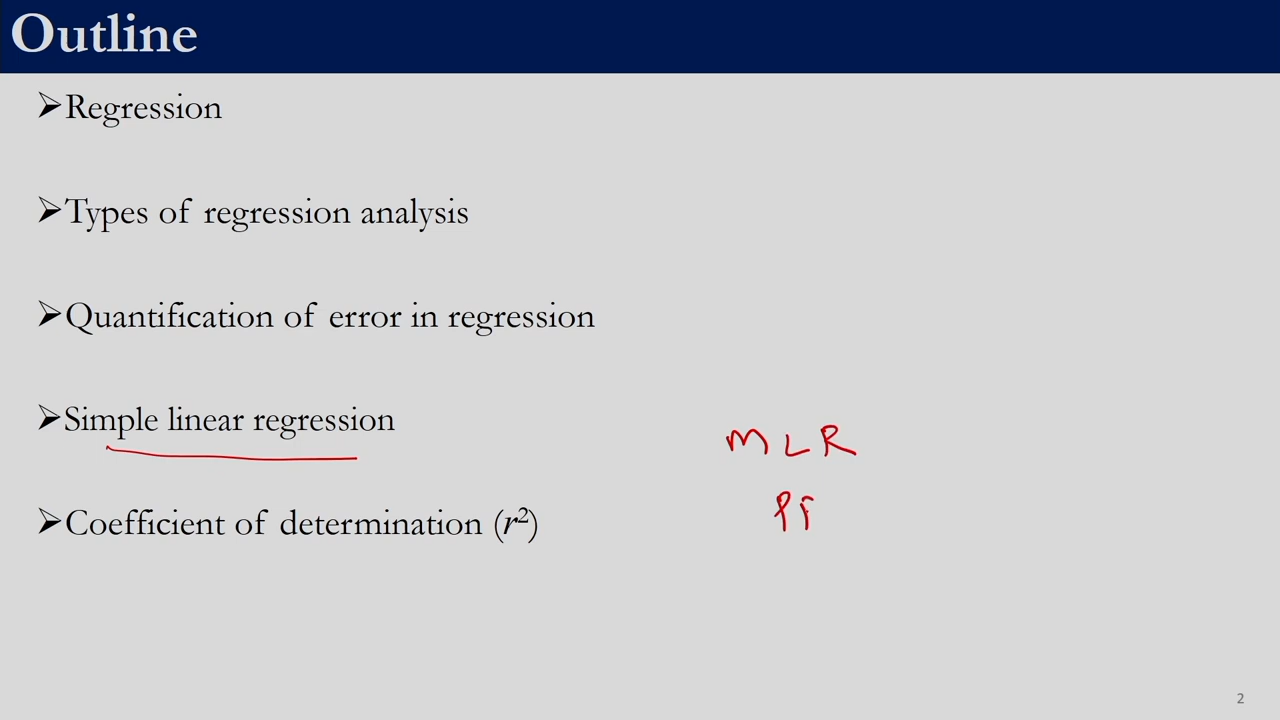 Outline
➢Regression
➢Types of regression analysis
➢Quantification of error in regression
➢Simple linear regression
MLR
➢Coefficient of determination (r²)
2